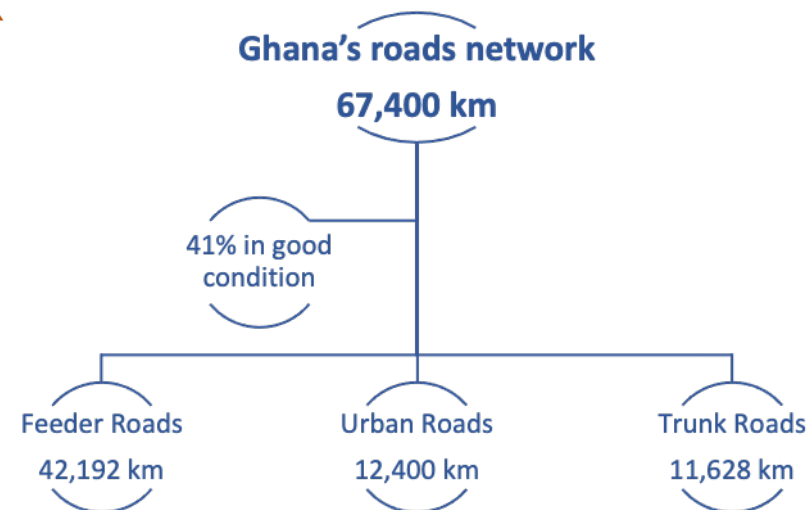 Ghana's roads network
67,400 km
41% in good
condition
Feeder Roads
42,192 km
Urban Roads
12,400 km
Trunk Roads
11,628 km